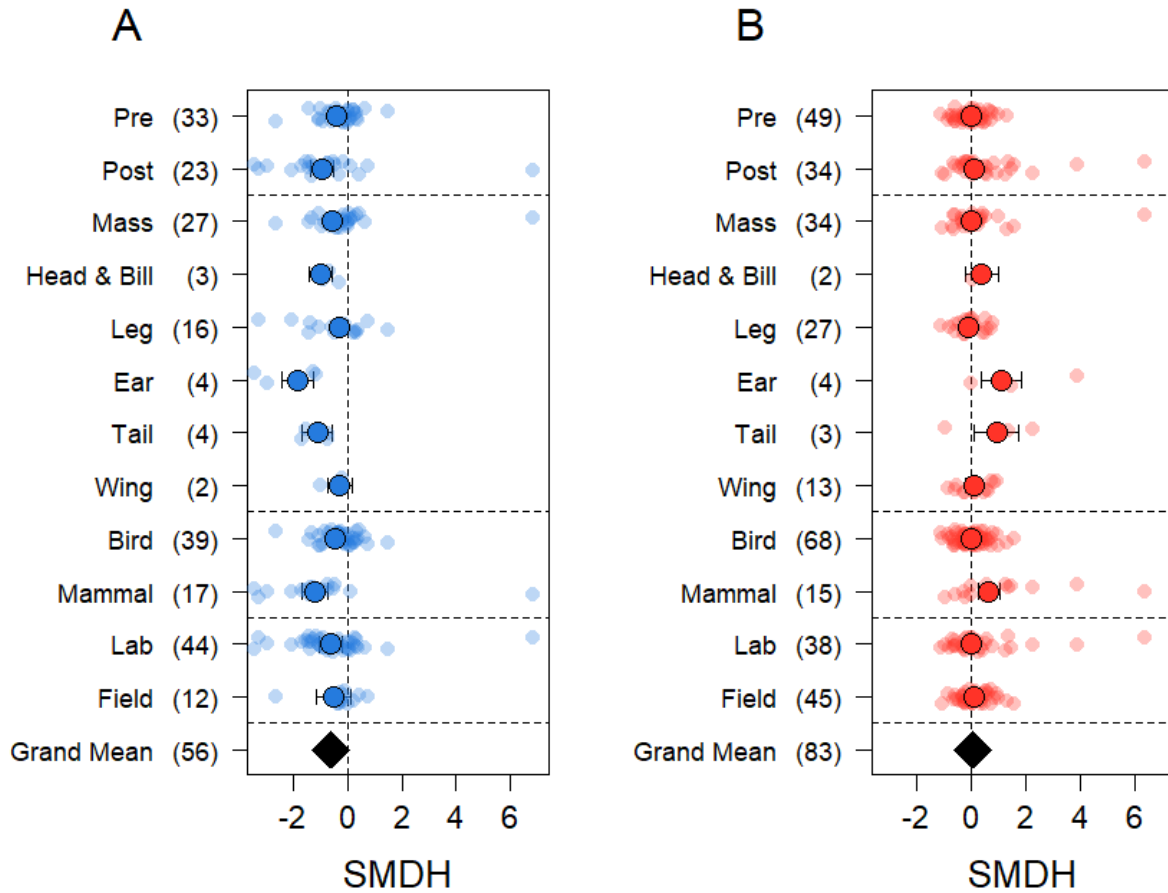 A
Pre (33)
Post (23)
Mass (27)
Head & Bill (3)
Leg (16)
Ear (4)
Tail (4)
Wing (2)
Bird (39)
Mammal (17)
Lab (44)
Field (12)
Grand Mean (56)
-2 0 2 4 6
SMDH
B
Pre (49)
Post (34)
Mass (34)
Head & Bill (2)
Leg (27)
Ear (4)
Tail (3)
Wing (13)
Bird (68)
Mammal (15)
Lab (38)
Field (45)
Grand Mean (83)
-2 0 2 4 6
SMDH